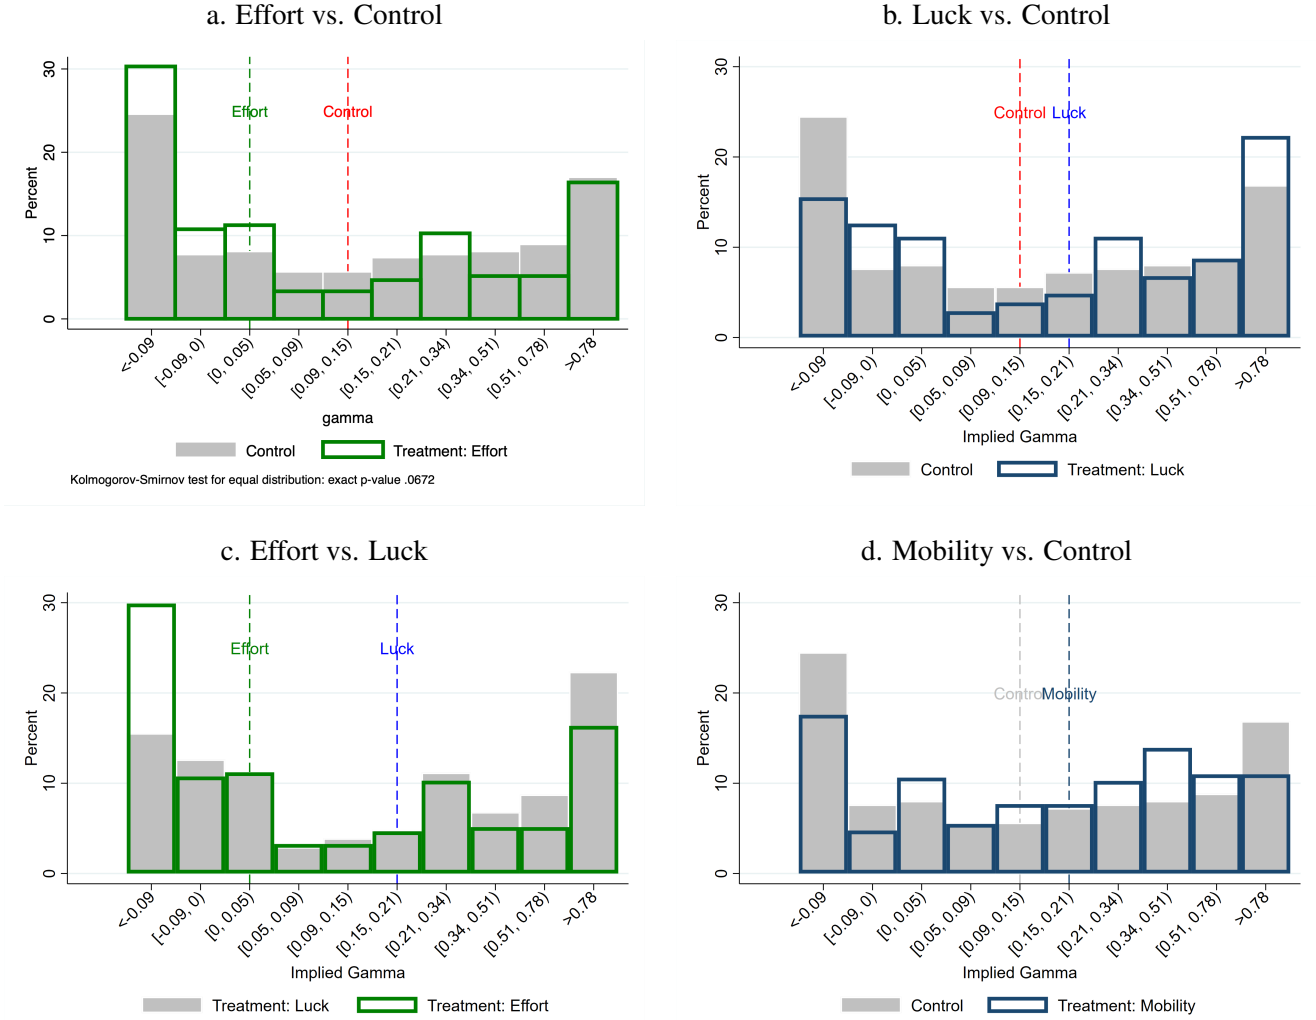 a. Effort vs. Control
Percent
30
20
10
0
Effort
Control
<-0.09
[-0.09, 0)
[0, 0.05)
[0.05, 0.09)
[0.09, 0.15)
[0.15, 0.21)
[0.21, 0.34)
[0.34, 0.51)
[0.51, 0.78)
>0.78
gamma
Control
Treatment: Effort
Kolmogorov-Smirnov test for equal distribution: exact p-value .0672
b. Luck vs. Control
Percent
30
20
10
0
Control
Luck
<-0.09
[-0.09, 0)
[0, 0.05)
[0.05, 0.09)
[0.09, 0.15)
[0.15, 0.21)
[0.21, 0.34)
[0.34, 0.51)
[0.51, 0.78)
>0.78
Implied Gamma
Control
Treatment: Luck
c. Effort vs. Luck
Percent
30
20
10
0
Effort
Luck
<-0.09
[-0.09, 0)
[0, 0.05)
[0.05, 0.09)
[0.09, 0.15)
[0.15, 0.21)
[0.21, 0.34)
[0.34, 0.51)
[0.51, 0.78)
>0.78
Implied Gamma
Treatment: Luck
Treatment: Effort
d. Mobility vs. Control
Percent
30
20
10
0
Control
Mobility
<-0.09
[-0.09, 0)
[0, 0.05)
[0.05, 0.09)
[0.09, 0.15)
[0.15, 0.21)
[0.21, 0.34)
[0.34, 0.51)
[0.51, 0.78)
>0.78
Implied Gamma
Control
Treatment: Mobility